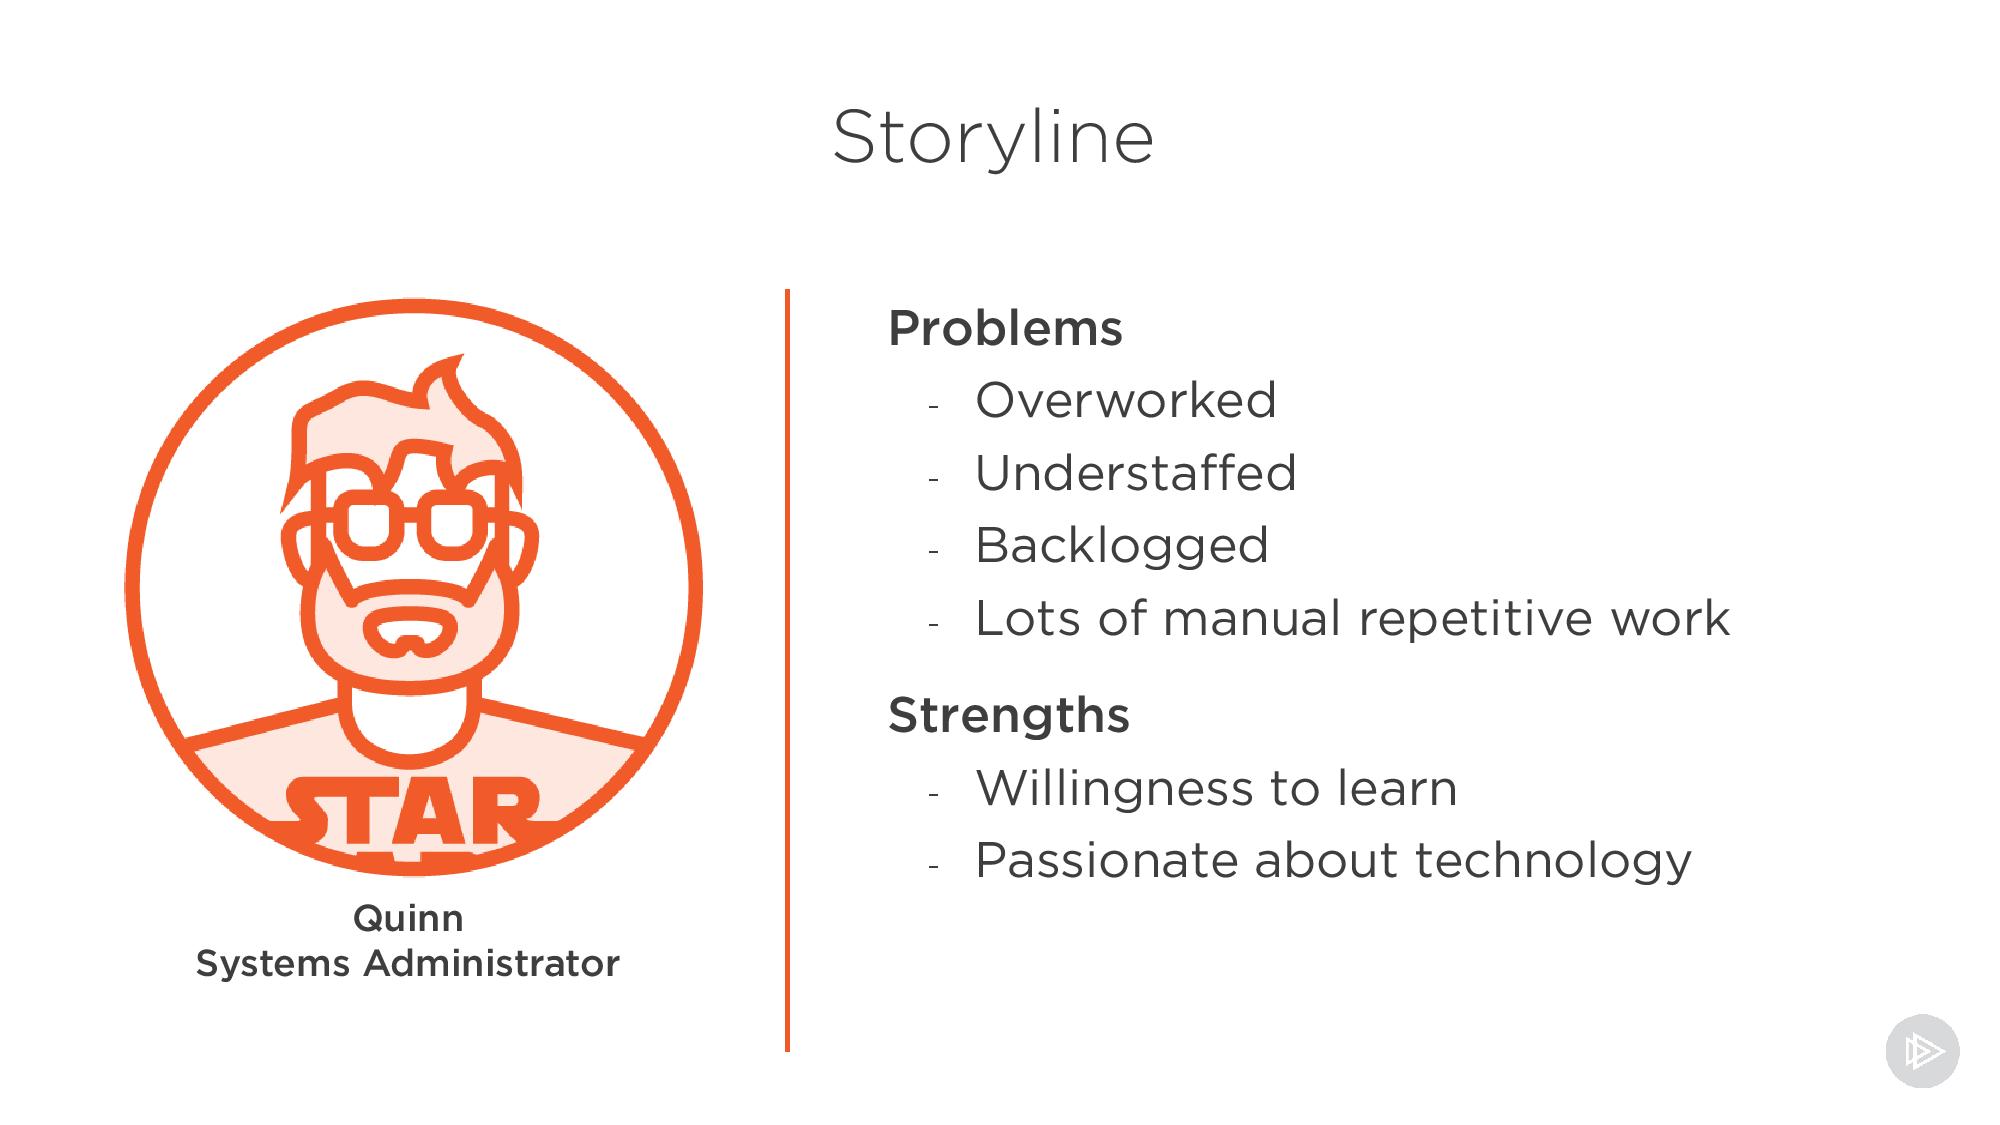 Storyline
Problems
- Overworked
- Understaffed
- Backlogged
- Lots of manual repetitive work
Strengths
- Willingness to learn
- Passionate about technology
STAR
Quinn
Systems Administrator